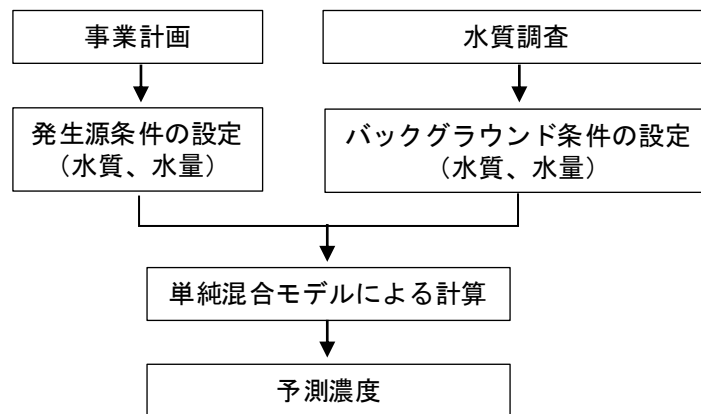 事業計画
水質調査
発生源条件の設定
（水質、水量）
バックグラウンド条件の設定
（水質、水量）
単純混合モデルによる計算
予測濃度